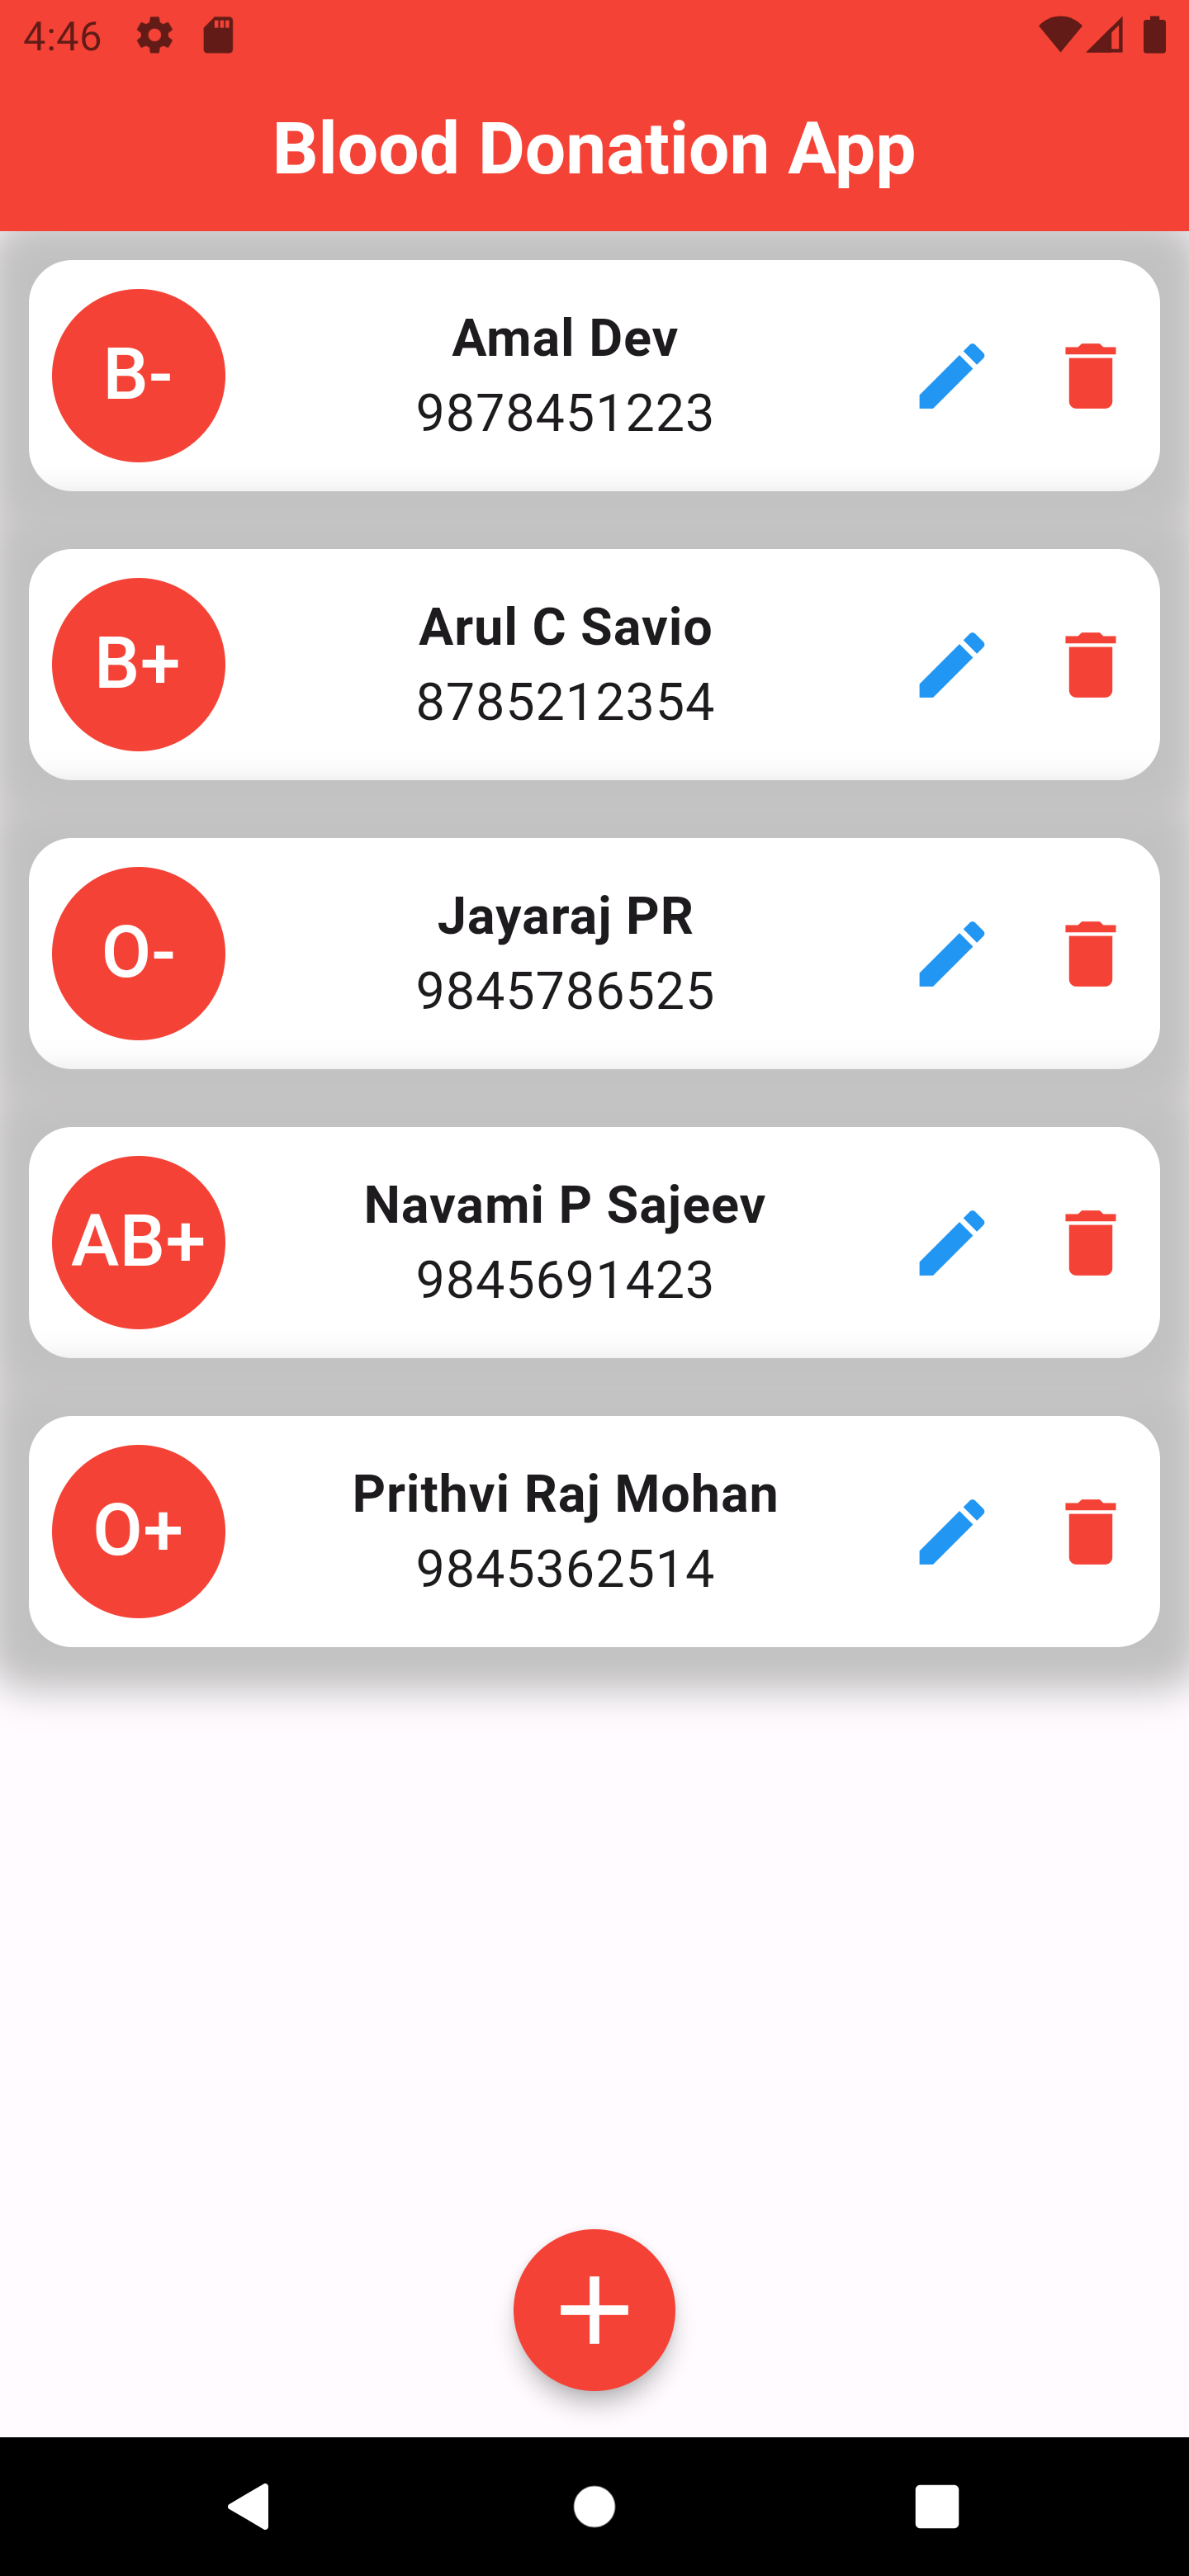 4:46
Blood Donation App
B-
Amal Dev
9878451223
B+
Arul C Savio
8785212354
O-
Jayaraj PR
9845786525
AB+
Navami P Sajeev
9845691423
O+
Prithvi Raj Mohan
9845362514